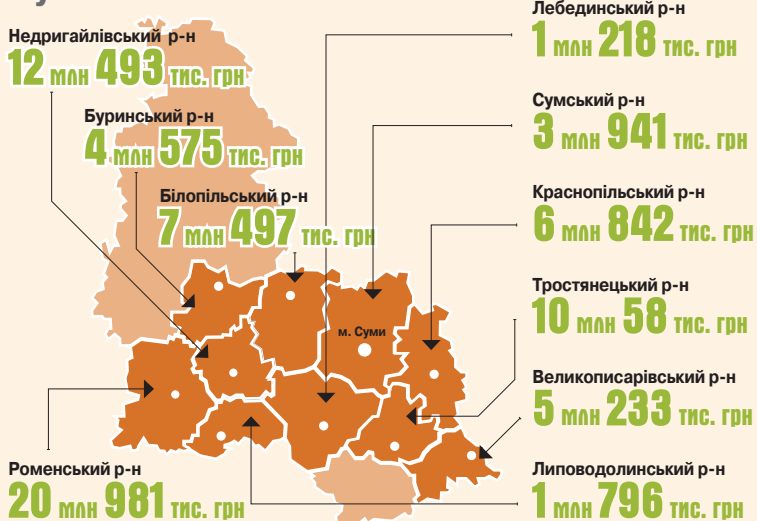 Недригайлівський р-н
12 млн 493 тис. грн
Буринський р-н
4 млн 575 тис. грн
Білопільський р-н
7 млн 497 тис. грн
м. Суми
Роменський р-н
20 млн 981 тис. грн
Лебединський р-н
1 млн 218 тис. грн
Сумський р-н
3 млн 941 тис. грн
Краснопільський р-н
6 млн 842 тис. грн
Тростянецький р-н
10 млн 58 тис. грн
Великописарівський р-н
5 млн 233 тис. грн
Липоводолинський р-н
1 млн 796 тис. грн